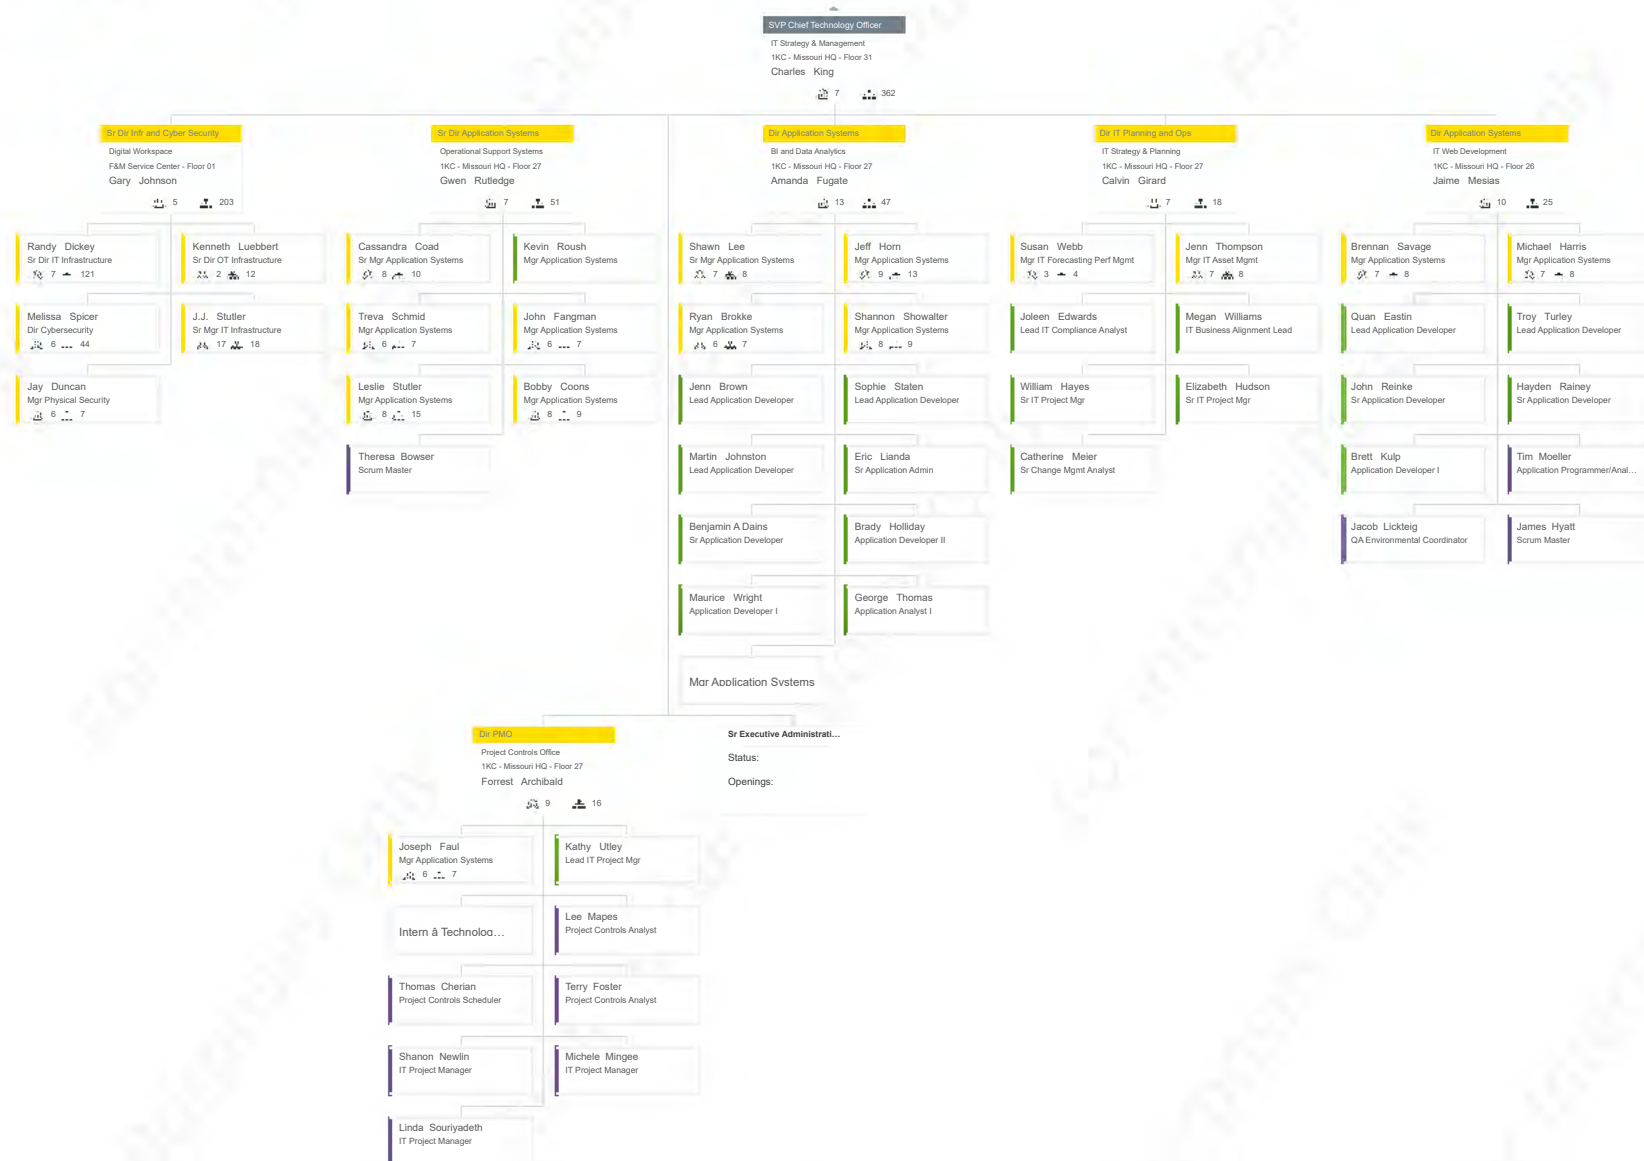 SVP Chief Technology Officer
IT Strategy & Management
1KC - Missouri HQ - Floor 31
Charles King
7 362
Sr Dir Infr and Cyber Security
Digital Workspace
F&M Service Center - Floor 01
Gary Johnson
5 203
Randy Dickey
Sr Dir IT Infrastructure
7 121
Kenneth Luebbert
Sr Dir OT Infrastructure
2 12
Melissa Spicer
Dir Cybersecurity
6 44
J.J. Stutler
Sr Mgr IT Infrastructure
17 18
Jay Duncan
Mgr Physical Security
6 7
Sr Dir Application Systems
Operational Support Systems
1KC - Missouri HQ - Floor 27
Gwen Rutledge
7 51
Cassandra Coad
Sr Mgr Application Systems
8 10
Kevin Roush
Mgr Application Systems
Treva Schmid
Mgr Application Systems
6 7
John Fangman
Mgr Application Systems
6 7
Leslie Stutler
Mgr Application Systems
8 15
Bobby Coons
Mgr Application Systems
8 9
Theresa Bowser
Scrum Master
Dir Application Systems
BI and Data Analytics
1KC - Missouri HQ - Floor 27
Amanda Fugate
13 47
Shawn Lee
Sr Mgr Application Systems
7 8
Jeff Horn
Mgr Application Systems
9 13
Ryan Brokke
Mgr Application Systems
6 7
Shannon Showalter
Mgr Application Systems
8 9
Jenn Brown
Lead Application Developer
Sophie Staten
Lead Application Developer
Martin Johnston
Lead Application Developer
Eric Lianda
Sr Application Admin
Benjamin A Dains
Sr Application Developer
Brady Holliday
Application Developer II
Maurice Wright
Application Developer I
George Thomas
Application Analyst I
Mgr Application Systems
Dir IT Planning and Ops
IT Strategy & Planning
1KC - Missouri HQ - Floor 27
Calvin Girard
7 18
Susan Webb
Mgr IT Forecasting Perf Mgmt
3 4
Jenn Thompson
Mgr IT Asset Mgmt
7 8
Joleen Edwards
Lead IT Compliance Analyst
Megan Williams
IT Business Alignment Lead
William Hayes
Sr IT Project Mgr
Elizabeth Hudson
Sr IT Project Mgr
Catherine Meier
Sr Change Mgmt Analyst
Dir Application Systems
IT Web Development
1KC - Missouri HQ - Floor 26
Jaime Mesias
10 25
Brennan Savage
Mgr Application Systems
7 8
Michael Harris
Mgr Application Systems
7 8
Quan Eastin
Lead Application Developer
Troy Turley
Lead Application Developer
John Reinke
Sr Application Developer
Hayden Rainey
Sr Application Developer
Brett Kulp
Application Developer I
Tim Moeller
Application Programmer/Anal...
Jacob Lickteig
QA Environmental Coordinator
James Hyatt
Scrum Master
Dir PMO
Project Controls Office
1KC - Missouri HQ - Floor 27
Forrest Archibald
9 16
Sr Executive Administrati...
Status:
Openings:
Joseph Faul
Mgr Application Systems
6 7
Kathy Utley
Lead IT Project Mgr
Intern â Technolog...
Lee Mapes
Project Controls Analyst
Thomas Cherian
Project Controls Scheduler
Terry Foster
Project Controls Analyst
Shanon Newlin
IT Project Manager
Michele Mingee
IT Project Manager
Linda Souriyadeth
IT Project Manager